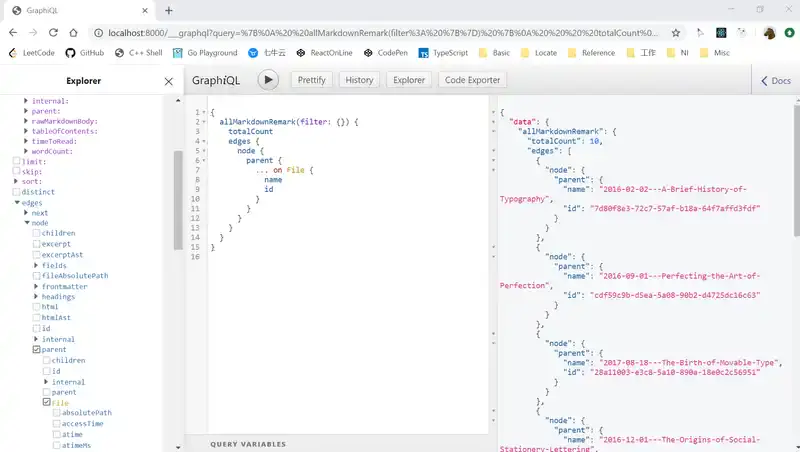 GraphiQL
localhost:8000/___graphql?query=%7B%0A%20%20allMarkdownRemark(filter%3A%20%7B%7D)%20%7B%0A%20%20%20%20totalCount%0...
LeetCode GitHub C++ Shell Go Playground 七牛云 ReactOnLine CodePen TypeScript Basic Locate Reference 工作 NI Misc
Explorer
GraphiQL Prettify History Explorer Code Exporter Docs
internal:
parent:
rawMarkdownBody:
tableOfContents:
timeToRead:
wordCount:
limit:
skip:
sort:
distinct
edges
next
node
children
excerpt
excerptAst
fields
fileAbsolutePath
frontmatter
headings
html
htmlAst
id
internal
parent
children
id
internal
parent
File
absolutePath
accessTime
atime
atimeMs
1 {
2 allMarkdownRemark(filter: {}) {
3 totalCount
4 edges {
5 node {
6 parent {
7 ... on File {
8 name
9 id
10 }
11 }
12 }
13 }
14 }
15 }
16
QUERY VARIABLES
{
"data": {
"allMarkdownRemark": {
"totalCount": 10,
"edges": [
{
"node": {
"parent": {
"name": "2016-02-02---A-Brief-History-of-
Typography",
"id": "7d80f8e3-72c7-57af-b18a-64f7affd3fdf"
}
}
},
{
"node": {
"parent": {
"name": "2016-09-01---Perfecting-the-Art-of-
Perfection",
"id": "cdf59c9b-d5ea-5a08-90b2-d4725dc16c63"
}
}
},
{
"node": {
"parent": {
"name": "2017-08-18---The-Birth-of-Movable-Type",
"id": "28a11003-e3c8-5a10-890a-18e0c2c56951"
}
}
},
{
"node": {
"parent": {
"name": "2016-12-01---The-Origins-of-Social-
Stationery-Lettering",